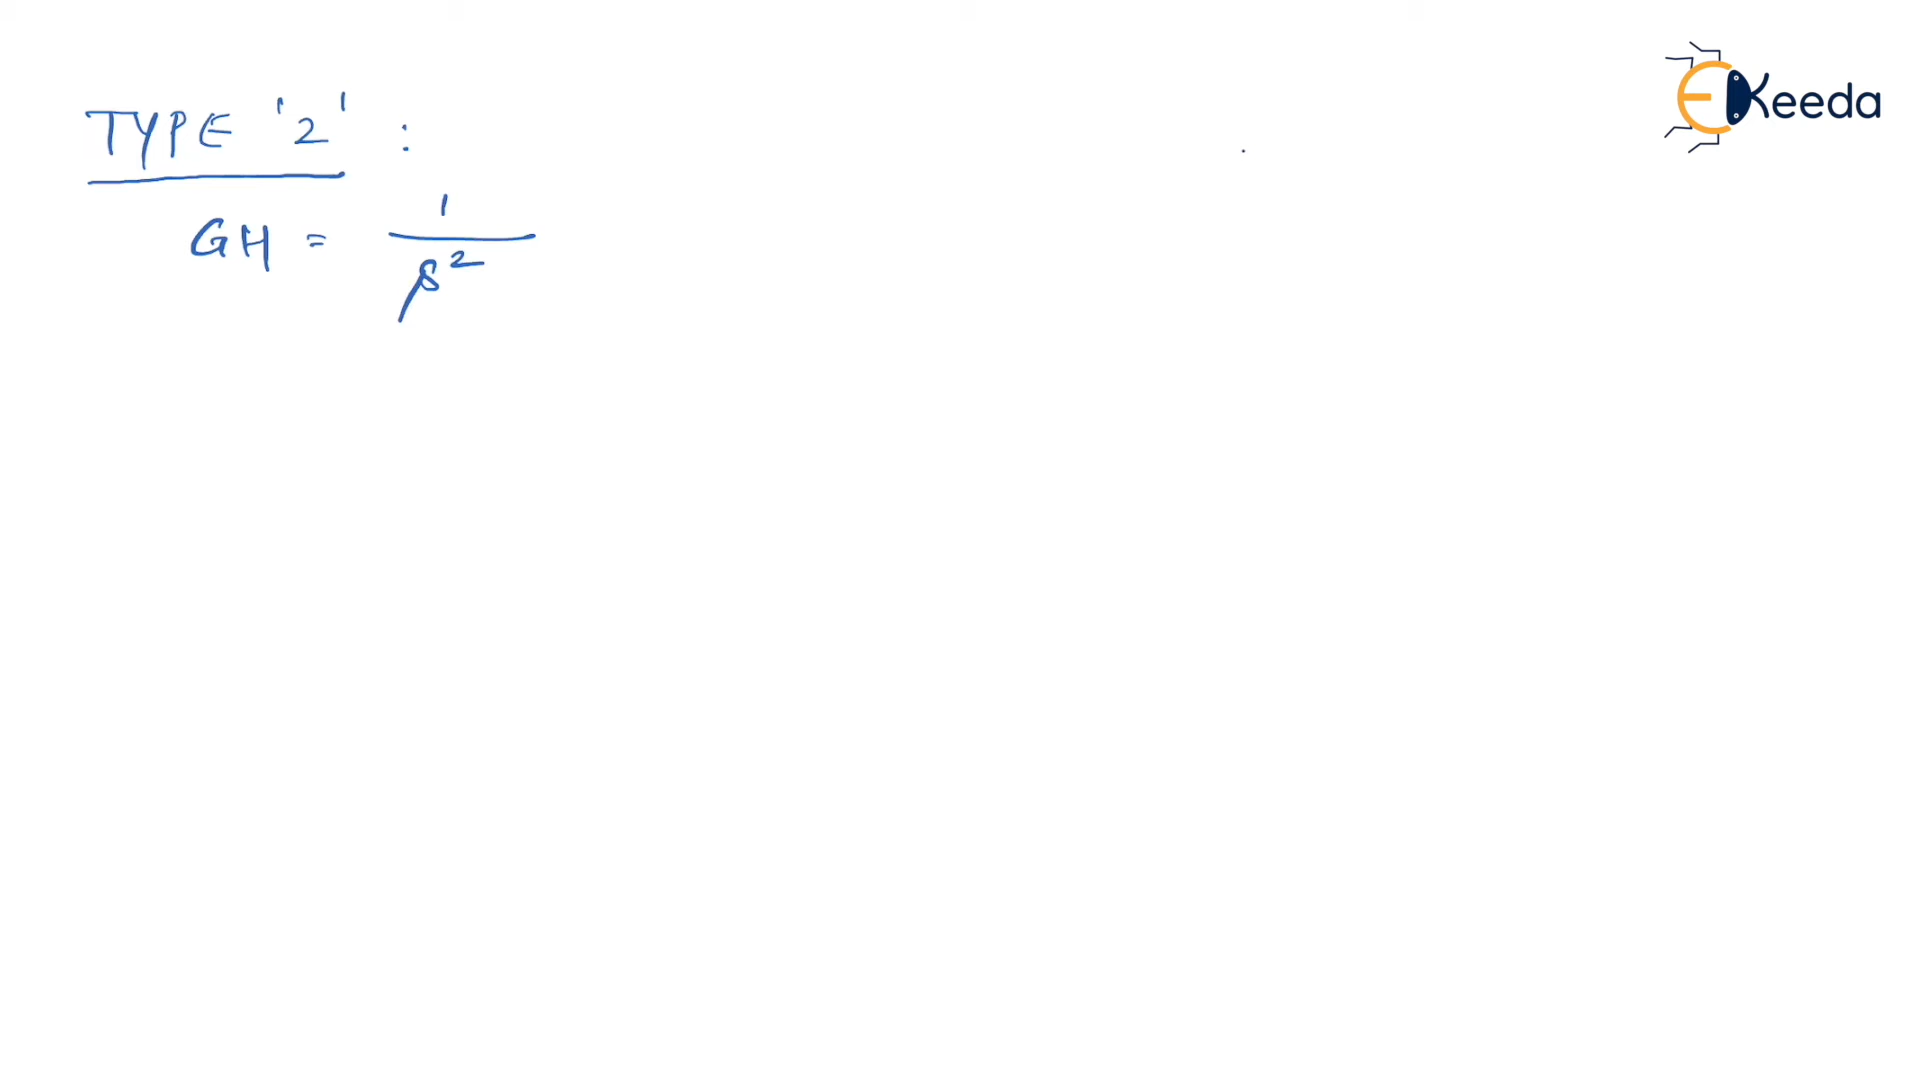 TYPE '2' :
GH = 1 / s²
EKeeda